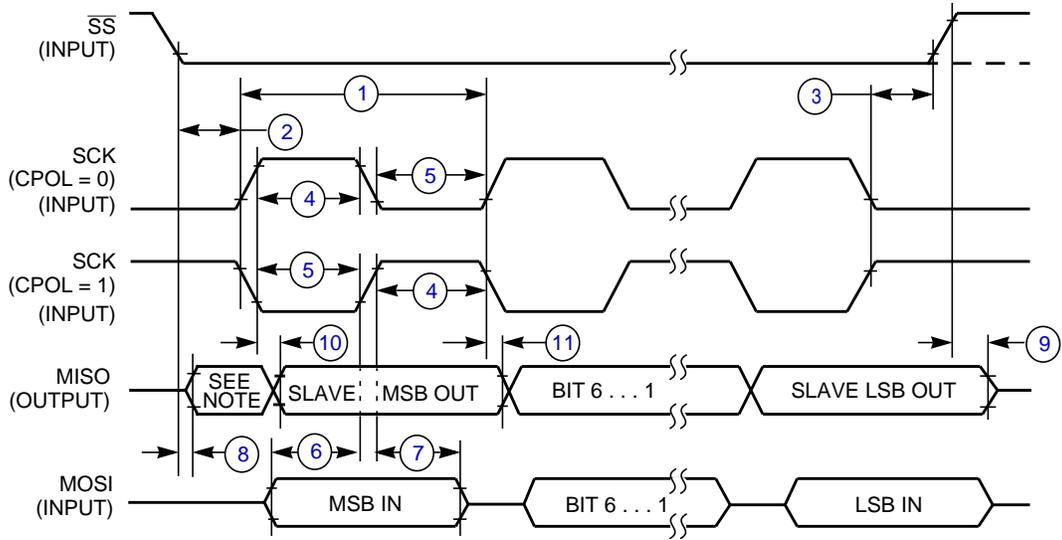 SS
(INPUT)
1
3
2
SCK
(CPOL = 0)
(INPUT)
5
4
SCK
(CPOL = 1)
(INPUT)
5
4
10
11
9
MISO
(OUTPUT)
SEE
NOTE
SLAVE
MSB OUT
BIT 6 . . . 1
SLAVE LSB OUT
8
6
7
MOSI
(INPUT)
MSB IN
BIT 6 . . . 1
LSB IN